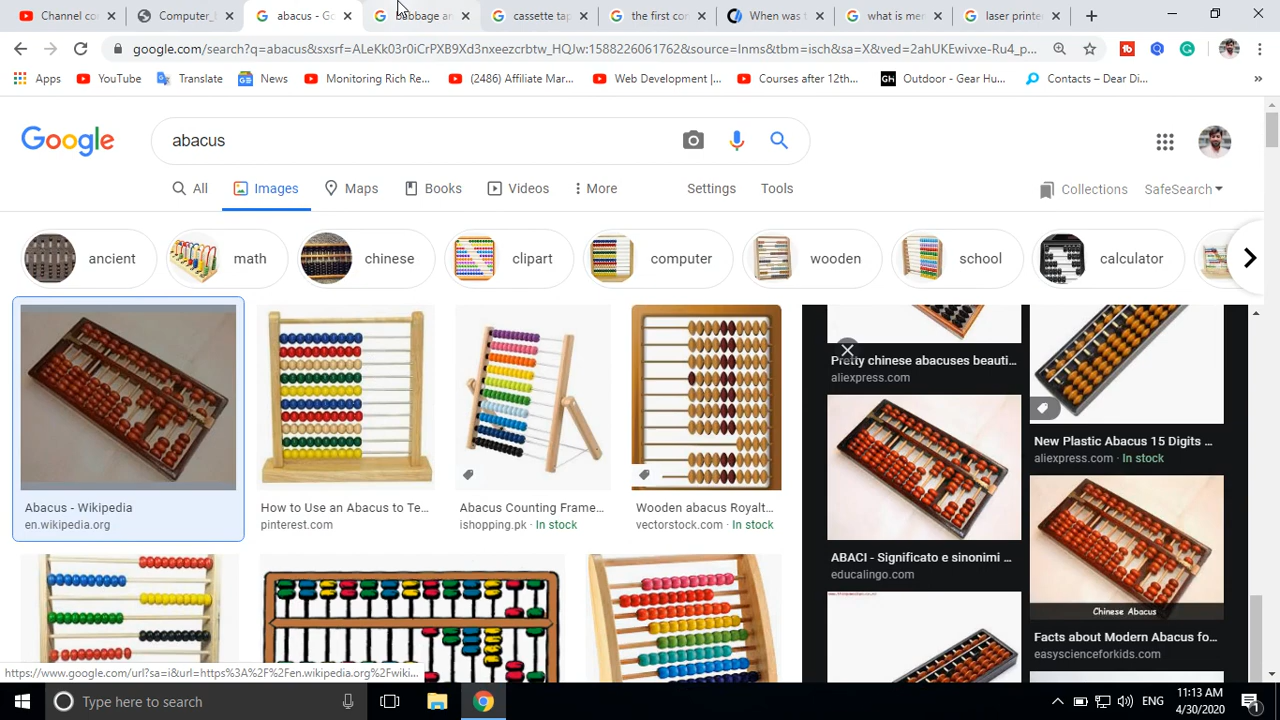 Channel co
Computer_
abacus - Go
Babbage an
cassette tap
the first co
When was t
what is me
laser printe
google.com/search?q=abacus&sxsrf=ALeKk03r0iCrPXB9Xd3nxeezcrbtw_HQJw:1588226061762&source=lnms&tbm=isch&sa=X&ved=2ahUKEwivxe-Ru4_p...
Apps
YouTube
Translate
News
Monitoring Rich Re...
(2486) Affiliate Mar...
Web Development |...
Courses after 12th...
GH
Outdoor - Gear Hu...
Contacts – Dear Di...
»
Google
abacus
All
Images
Maps
Books
Videos
More
Settings
Tools
Collections
SafeSearch
ancient
math
chinese
clipart
computer
wooden
school
calculator
Abacus - Wikipedia
en.wikipedia.org
How to Use an Abacus to Te...
pinterest.com
Abacus Counting Frame...
ishopping.pk · In stock
Wooden abacus Royalt...
vectorstock.com · In stock
Pretty chinese abacuses beauti...
aliexpress.com
New Plastic Abacus 15 Digits ...
aliexpress.com · In stock
ABACI - Significato e sinonimi ...
educalingo.com
Chinese Abacus
Facts about Modern Abacus fo...
easyscienceforkids.com
https://www.google.com/url?sa=i&url=https%3A%2F%2Fen.wikipedia.org%2Fwiki...
Type here to search
ENG
11:13 AM
4/30/2020
1